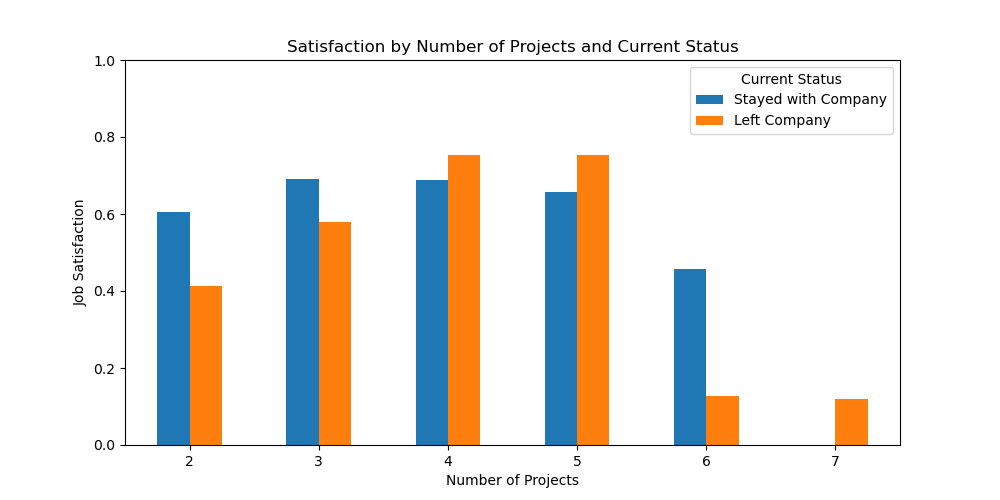 Satisfaction by Number of Projects and Current Status
1.0
0.8
0.6
0.4
0.2
0.0
Job Satisfaction
Current Status
Stayed with Company
Left Company
2 3 4 5 6 7
Number of Projects